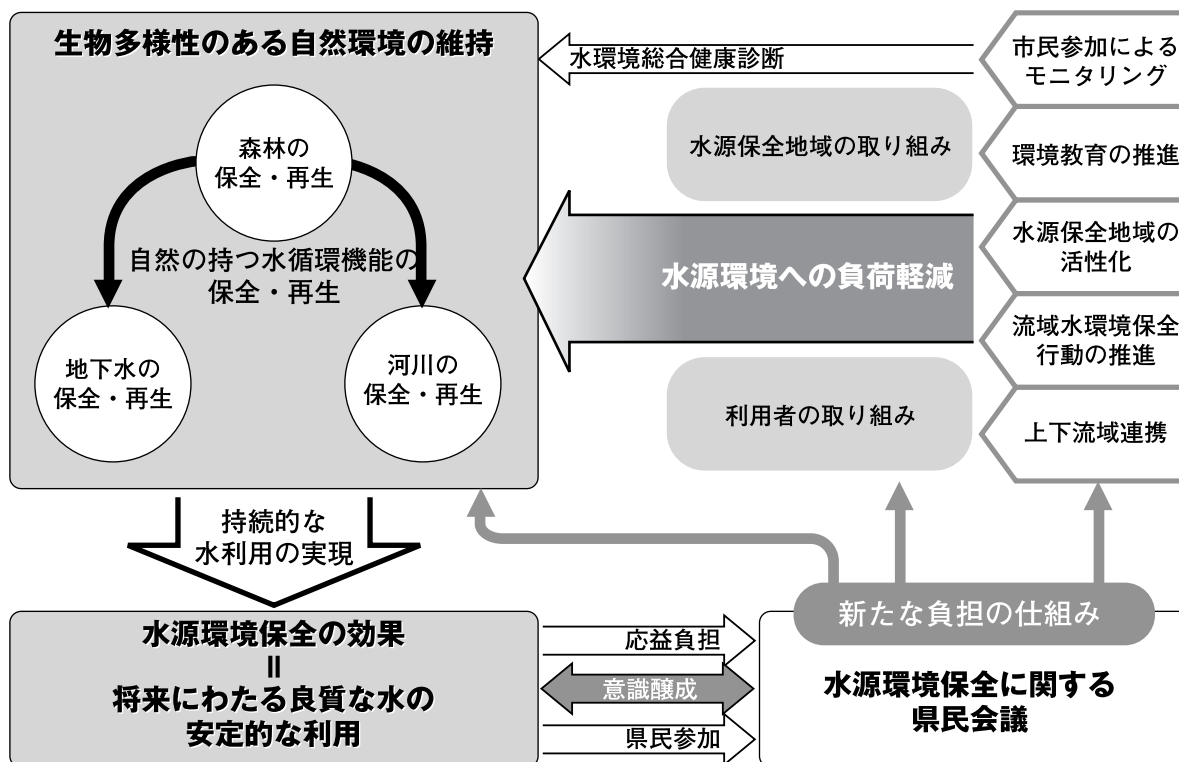 生物多様性のある自然環境の維持
森林の
保全・再生
自然の持つ水循環機能の
保全・再生
地下水の
保全・再生
河川の
保全・再生
水環境総合健康診断
水源保全地域の取り組み
水源環境への負荷軽減
利用者の取り組み
市民参加による
モニタリング
環境教育の推進
水源保全地域の
活性化
流域水環境保全
行動の推進
上下流域連携
持続的な
水利用の実現
水源環境保全の効果
=
将来にわたる良質な水の
安定的な利用
応益負担
意識醸成
県民参加
新たな負担の仕組み
水源環境保全に関する
県民会議